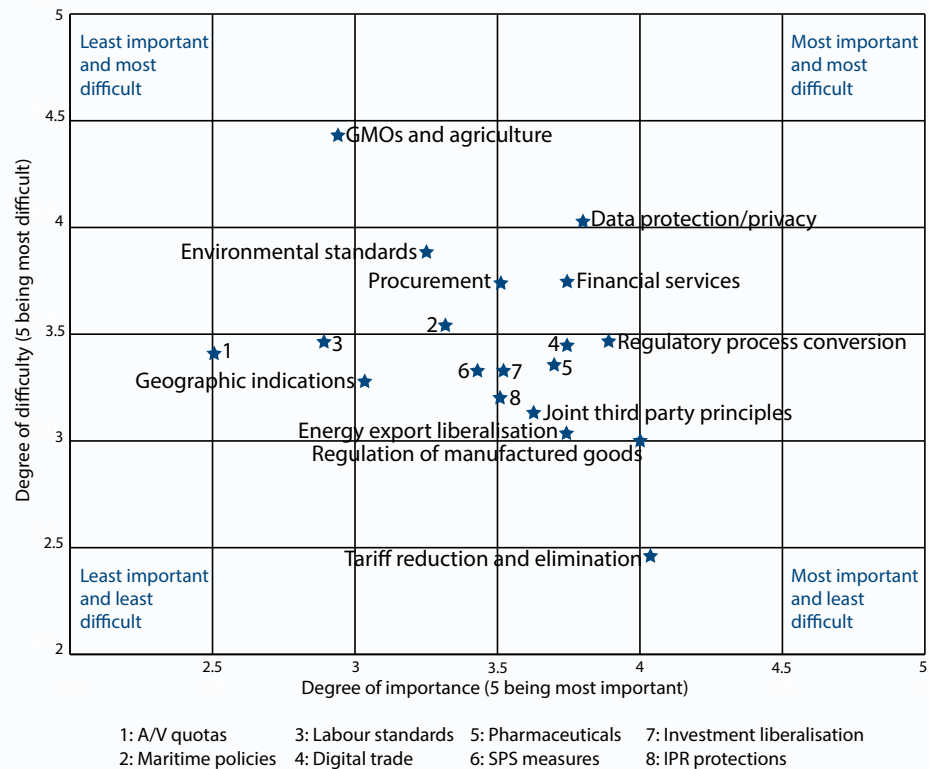 5
Least important
and most
difficult
Most important
and most
difficult
4.5
GMOs and agriculture
4
Data protection/privacy
Environmental standards
Procurement
Financial services
3.5
2
1
3
4
Regulatory process conversion
5
6
7
Geographic indications
8
Joint third party principles
Energy export liberalisation
3
Regulation of manufactured goods
2.5
Tariff reduction and elimination
Least important
and least
difficult
Most important
and least
difficult
2
2.5 3 3.5 4 4.5 5
Degree of difficulty (5 being most difficult)
Degree of importance (5 being most important)
1: A/V quotas 3: Labour standards 5: Pharmaceuticals 7: Investment liberalisation
2: Maritime policies 4: Digital trade 6: SPS measures 8: IPR protections